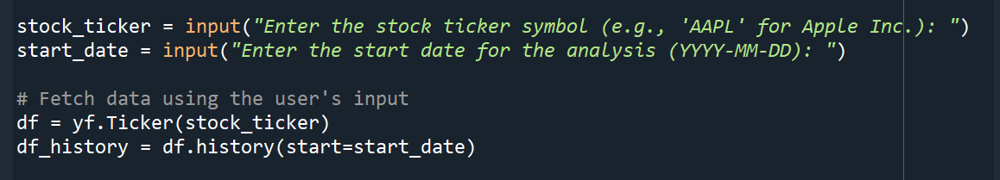 stock_ticker = input("Enter the stock ticker symbol (e.g., 'AAPL' for Apple Inc.): ")
start_date = input("Enter the start date for the analysis (YYYY-MM-DD): ")
# Fetch data using the user's input
df = yf.Ticker(stock_ticker)
df_history = df.history(start=start_date)